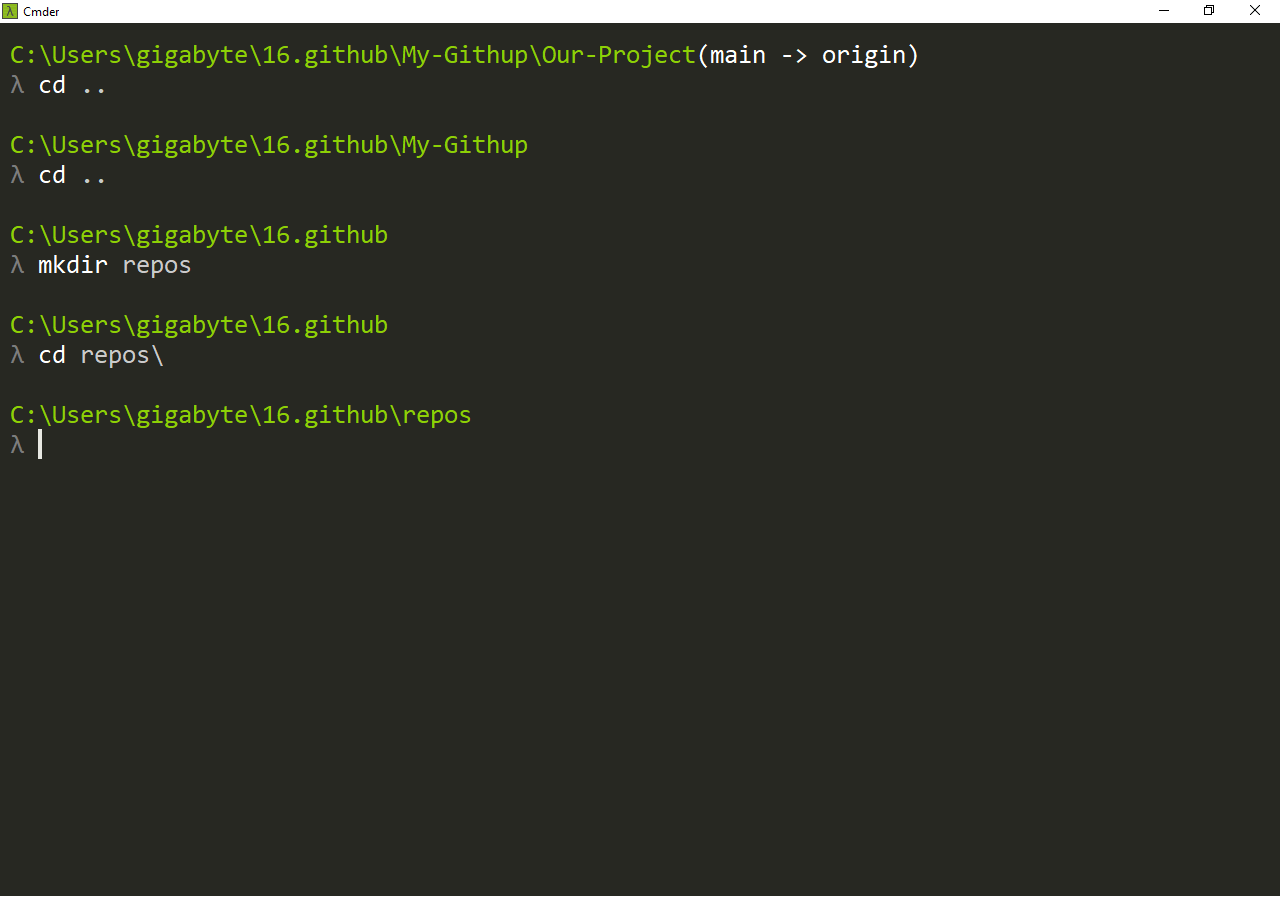 λ Cmder
C:\Users\gigabyte\16.github\My-Githup\Our-Project(main -> origin)
λ cd ..
C:\Users\gigabyte\16.github\My-Githup
λ cd ..
C:\Users\gigabyte\16.github
λ mkdir repos
C:\Users\gigabyte\16.github
λ cd repos\
C:\Users\gigabyte\16.github\repos
λ